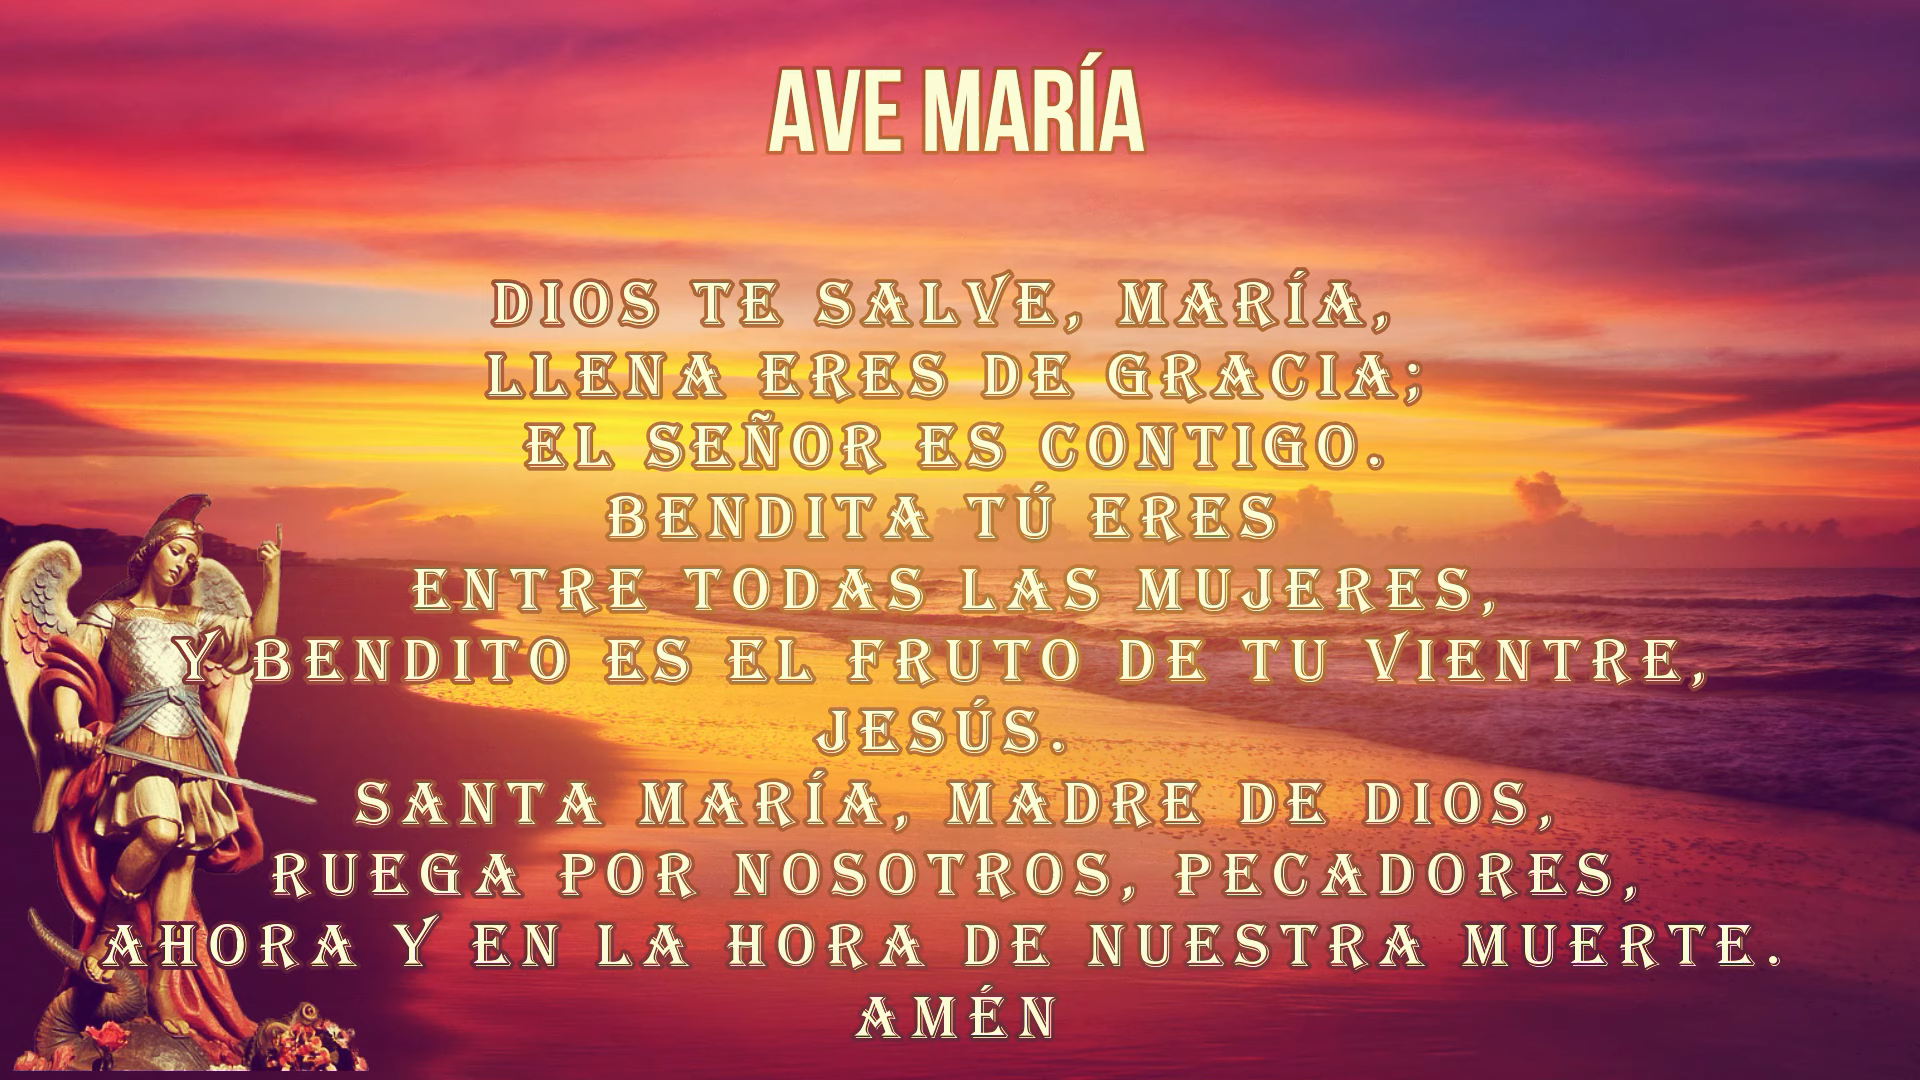 AVE MARÍA
DIOS TE SALVE, MARÍA,
LLENA ERES DE GRACIA;
EL SEÑOR ES CONTIGO.
BENDITA TÚ ERES
ENTRE TODAS LAS MUJERES,
Y BENDITO ES EL FRUTO DE TU VIENTRE,
JESÚS.
SANTA MARÍA, MADRE DE DIOS,
RUEGA POR NOSOTROS, PECADORES,
AHORA Y EN LA HORA DE NUESTRA MUERTE.
AMÉN